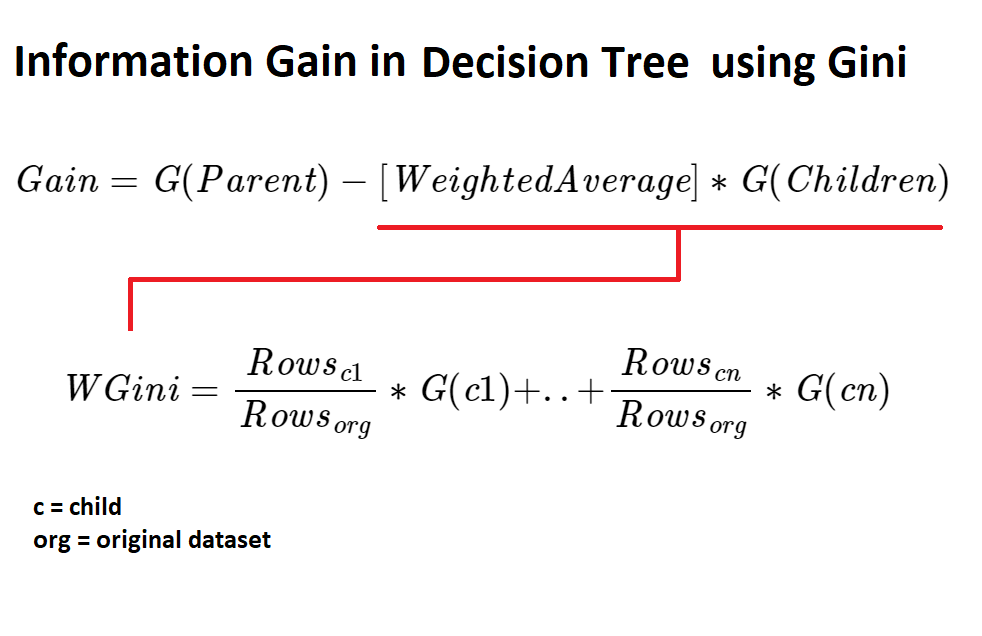 Information Gain in Decision Tree using Gini
Gain = G(Parent) − [WeightedAverage] * G(Children)
WGini = \frac{Rows_{c1}}{Rows_{org}} * G(c1)+..+ \frac{Rows_{cn}}{Rows_{org}} * G(cn)
c = child
org = original dataset